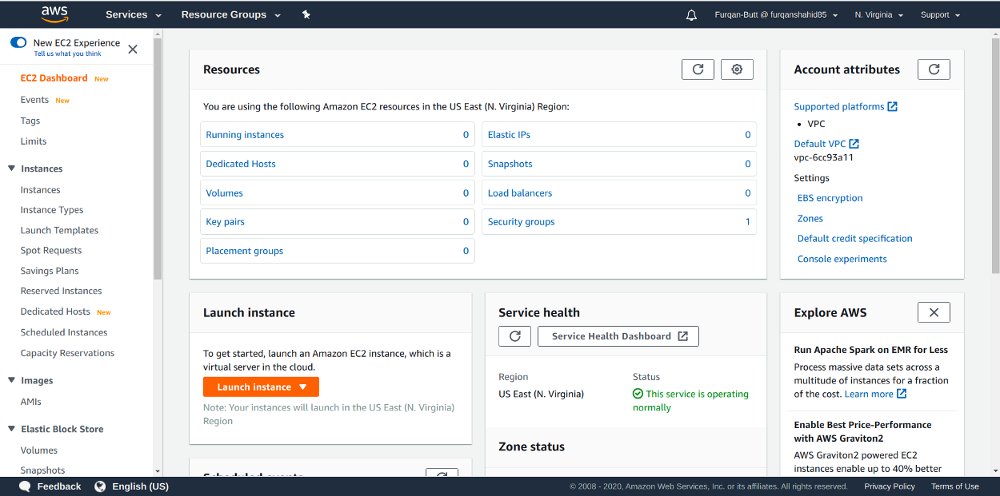 aws
Services
Resource Groups
Furqan-Butt @ furqanshahid85
N. Virginia
Support
New EC2 Experience
Tell us what you think
EC2 Dashboard New
Events New
Tags
Limits
Instances
Instances
Instance Types
Launch Templates
Spot Requests
Savings Plans
Reserved Instances
Dedicated Hosts New
Scheduled Instances
Capacity Reservations
Images
AMIs
Elastic Block Store
Volumes
Snapshots
Resources
You are using the following Amazon EC2 resources in the US East (N. Virginia) Region:
Running instances 0
Elastic IPs 0
Dedicated Hosts 0
Snapshots 0
Volumes 0
Load balancers 0
Key pairs 0
Security groups 1
Placement groups 0
Account attributes
Supported platforms
• VPC
Default VPC
vpc-6cc93a11
Settings
EBS encryption
Zones
Default credit specification
Console experiments
Launch instance
To get started, launch an Amazon EC2 instance, which is a
virtual server in the cloud.
Launch instance
Note: Your instances will launch in the US East (N. Virginia)
Region
Scheduled events
Service health
Service Health Dashboard
Region
Status
US East (N. Virginia)
This service is operating
normally
Zone status
Explore AWS
Run Apache Spark on EMR for Less
Process massive data sets across a
multitude of instances for a fraction
of the cost. Learn more
Enable Best Price-Performance
with AWS Graviton2
AWS Graviton2 powered EC2
instances enable up to 40% better
Feedback
English (US)
© 2008 - 2020, Amazon Web Services, Inc. or its affiliates. All rights reserved.
Privacy Policy
Terms of Use